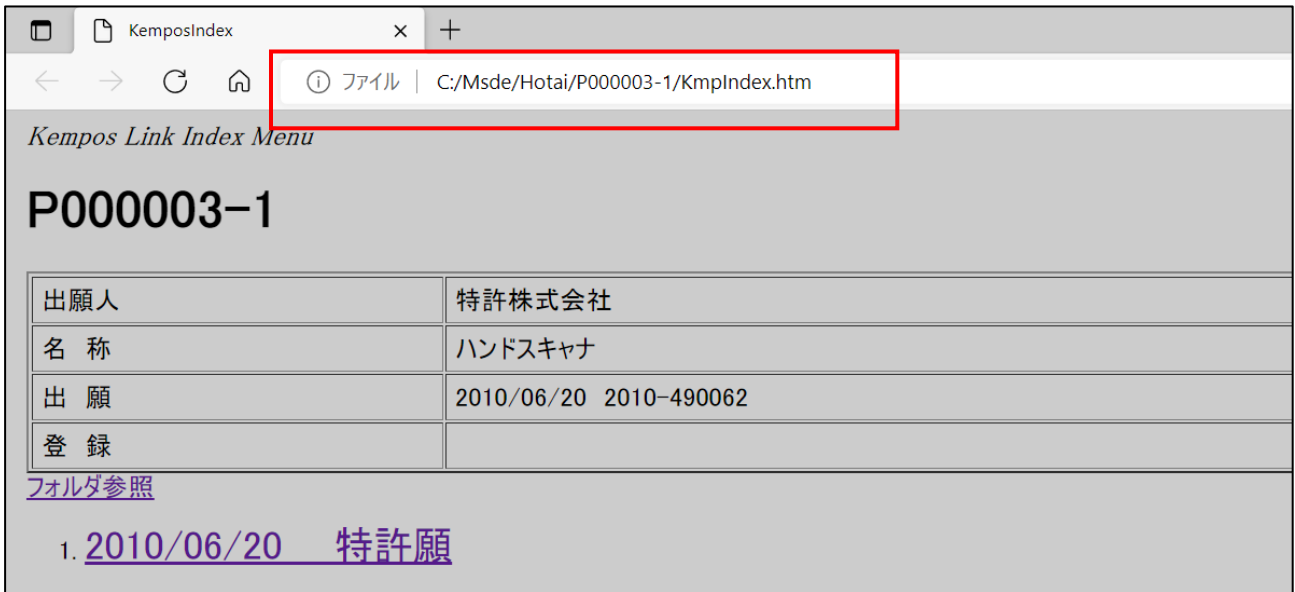 KemposIndex
ファイル C:/Msde/Hotai/P000003-1/KmpIndex.htm
Kempos Link Index Menu
P000003-1
出願人 特許株式会社
名 称 ハンドスキャナ
出 願 2010/06/20 2010-490062
登 録
フォルダ参照
1. 2010/06/20 特許願